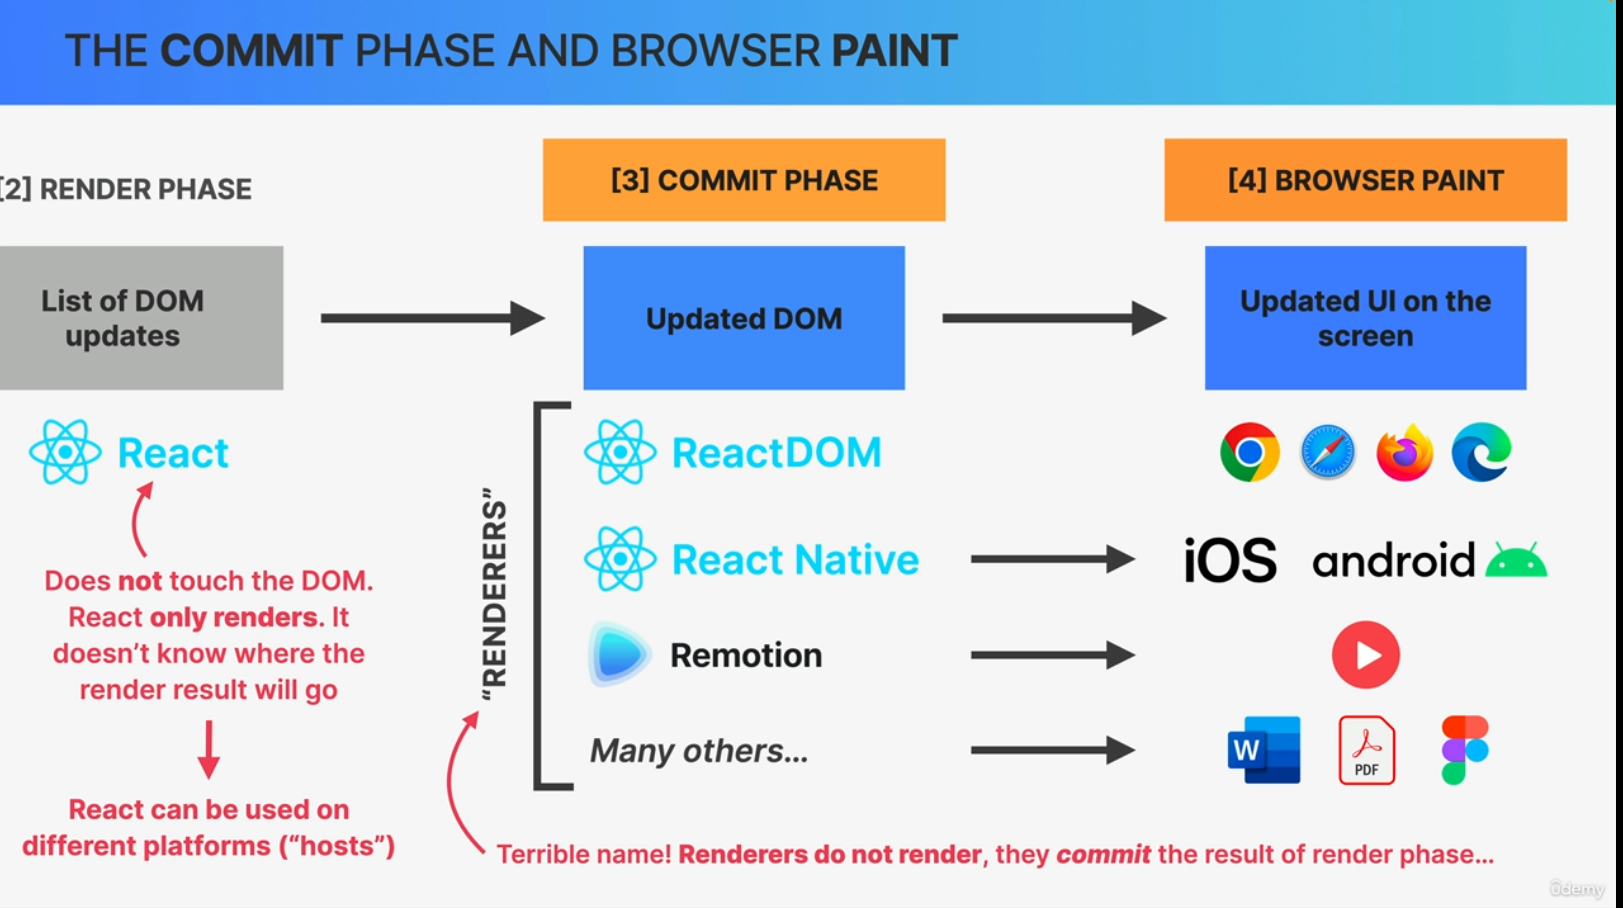 THE COMMIT PHASE AND BROWSER PAINT
[2] RENDER PHASE
[3] COMMIT PHASE
[4] BROWSER PAINT
List of DOM
updates
Updated DOM
Updated UI on the
screen
React
Does not touch the DOM.
React only renders. It
doesn’t know where the
render result will go
React can be used on
different platforms (“hosts”)
“RENDERERS”
ReactDOM
React Native
iOS android
Remotion
Many others...
W
PDF
Terrible name! Renderers do not render, they commit the result of render phase...
ûdemy